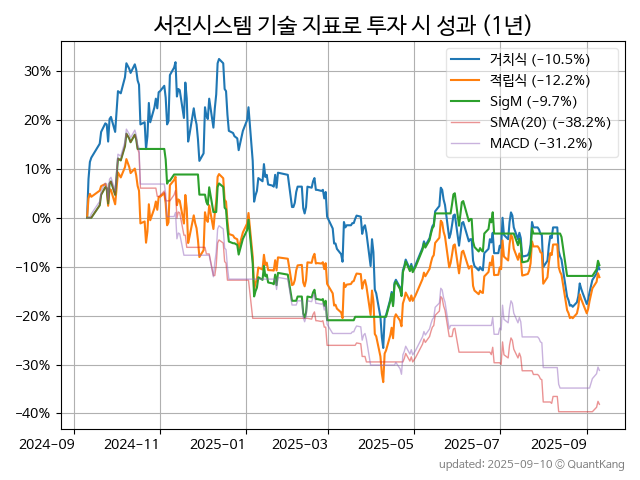 서진시스템 기술 지표로 투자 시 성과 (1년)
거치식 (−10.5%)
적립식 (−12.2%)
SigM (−9.7%)
SMA(20) (−38.2%)
MACD (−31.2%)
30%
20%
10%
0%
−10%
−20%
−30%
−40%
2024-09 2024-11 2025-01 2025-03 2025-05 2025-07 2025-09
updated: 2025-09-10 © QuantKang